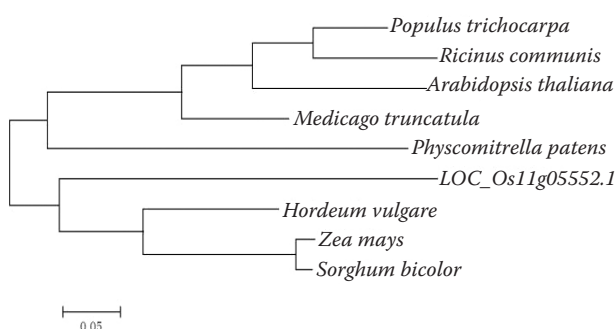 Populus trichocarpa
Ricinus communis
Arabidopsis thaliana
Medicago truncatula
Physcomitrella patens
LOC_Os11g05552.1
Hordeum vulgare
Zea mays
Sorghum bicolor
0.05